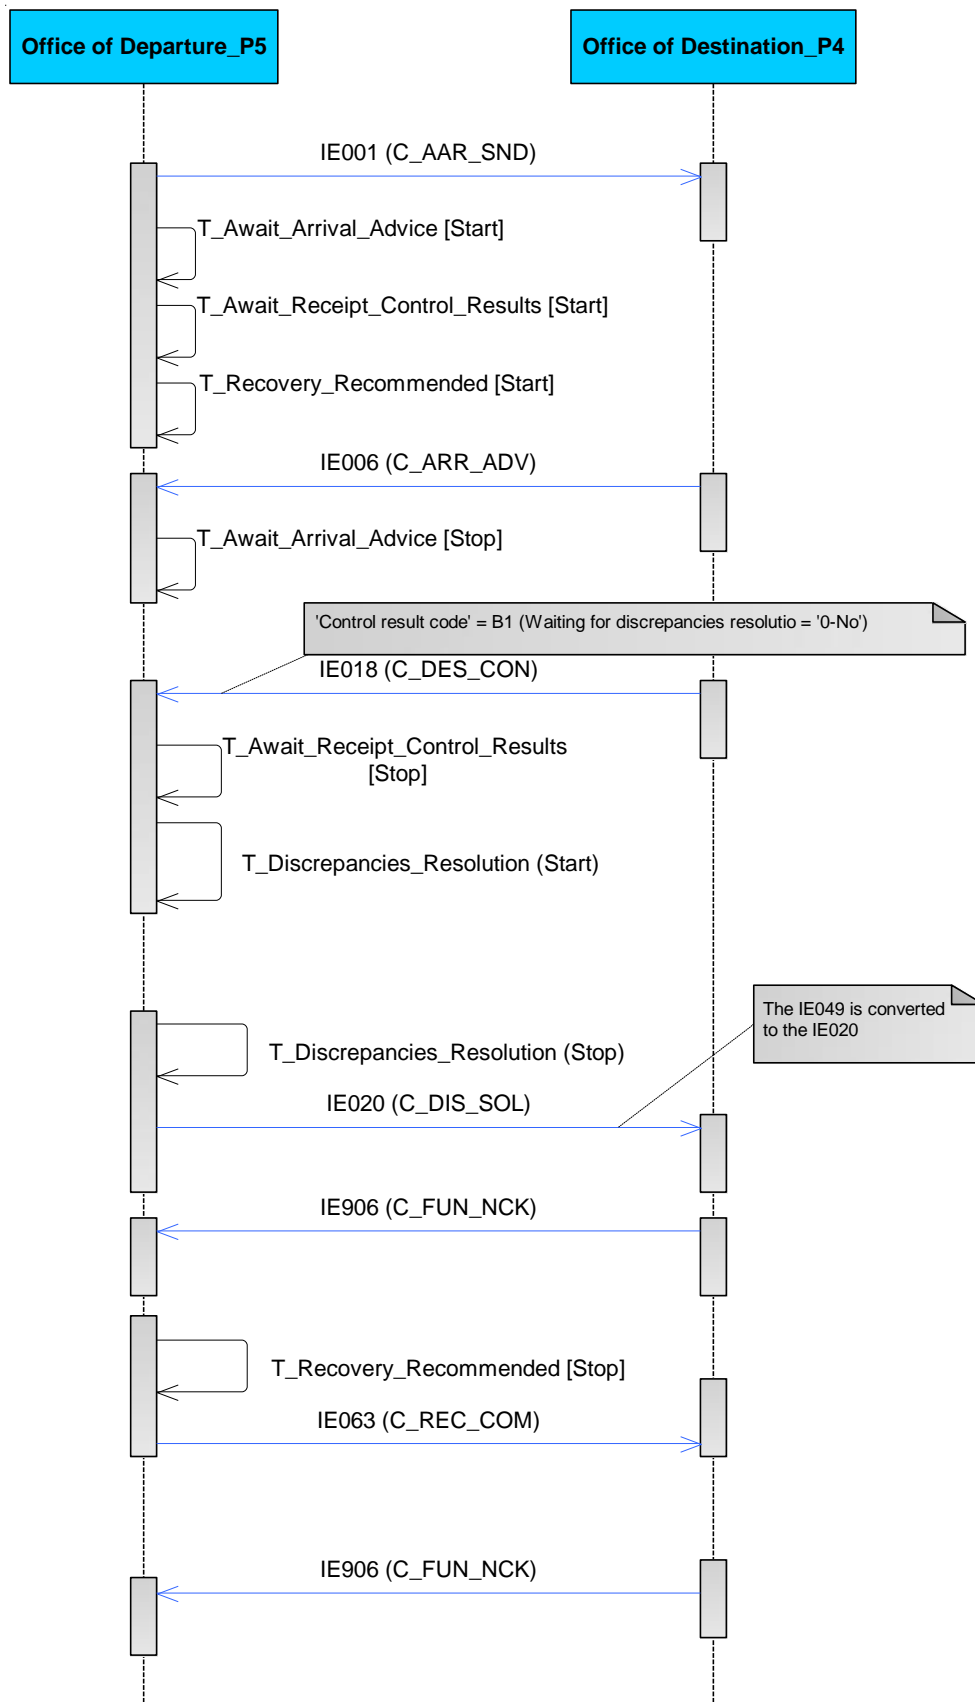 Office of Departure_P5
Office of Destination_P4
IE001 (C_AAR_SND)
T_Await_Arrival_Advice [Start]
T_Await_Receipt_Control_Results [Start]
T_Recovery_Recommended [Start]
IE006 (C_ARR_ADV)
T_Await_Arrival_Advice [Stop]
'Control result code' = B1 (Waiting for discrepancies resolutio = '0-No')
IE018 (C_DES_CON)
T_Await_Receipt_Control_Results
[Stop]
T_Discrepancies_Resolution (Start)
The IE049 is converted
to the IE020
T_Discrepancies_Resolution (Stop)
IE020 (C_DIS_SOL)
IE906 (C_FUN_NCK)
T_Recovery_Recommended [Stop]
IE063 (C_REC_COM)
IE906 (C_FUN_NCK)